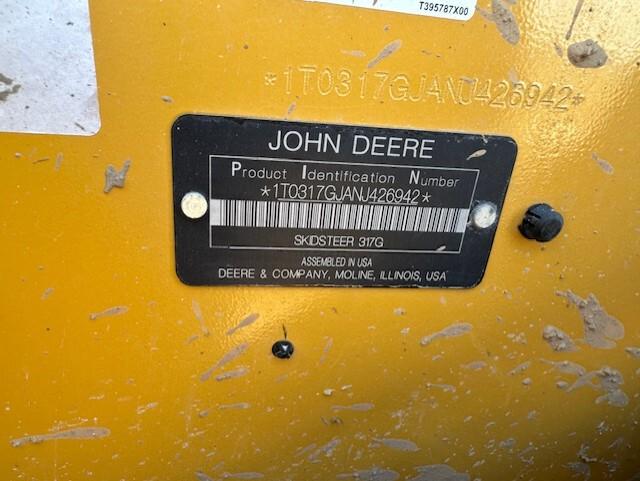 T395787X00
*1T0317GJANJ426942*
JOHN DEERE
Product Identification Number
*1T0317GJANJ426942*
SKIDSTEER 317G
ASSEMBLED IN USA
DEERE & COMPANY, MOLINE, ILLINOIS, USA